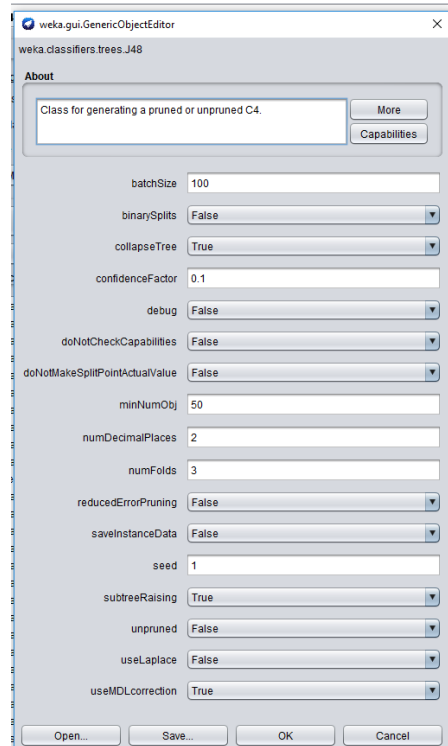 weka.gui.GenericObjectEditor
weka.classifiers.trees.J48
About
Class for generating a pruned or unpruned C4.
More
Capabilities
batchSize 100
binarySplits False
collapseTree True
confidenceFactor 0.1
debug False
doNotCheckCapabilities False
doNotMakeSplitPointActualValue False
minNumObj 50
numDecimalPlaces 2
numFolds 3
reducedErrorPruning False
saveInstanceData False
seed 1
subtreeRaising True
unpruned False
useLaplace False
useMDLcorrection True
Open... Save... OK Cancel